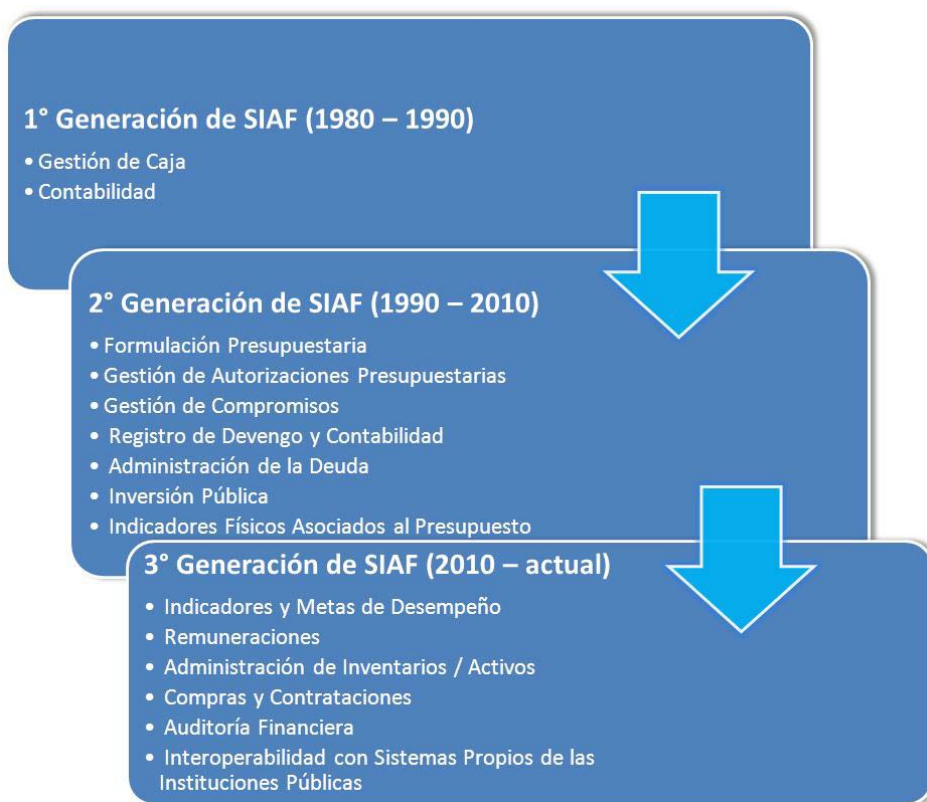 1° Generación de SIAF (1980 – 1990)
• Gestión de Caja
• Contabilidad
2° Generación de SIAF (1990 – 2010)
• Formulación Presupuestaria
• Gestión de Autorizaciones Presupuestarias
• Gestión de Compromisos
• Registro de Devengo y Contabilidad
• Administración de la Deuda
• Inversión Pública
• Indicadores Físicos Asociados al Presupuesto
3° Generación de SIAF (2010 – actual)
• Indicadores y Metas de Desempeño
• Remuneraciones
• Administración de Inventarios / Activos
• Compras y Contrataciones
• Auditoría Financiera
• Interoperabilidad con Sistemas Propios de las
Instituciones Públicas